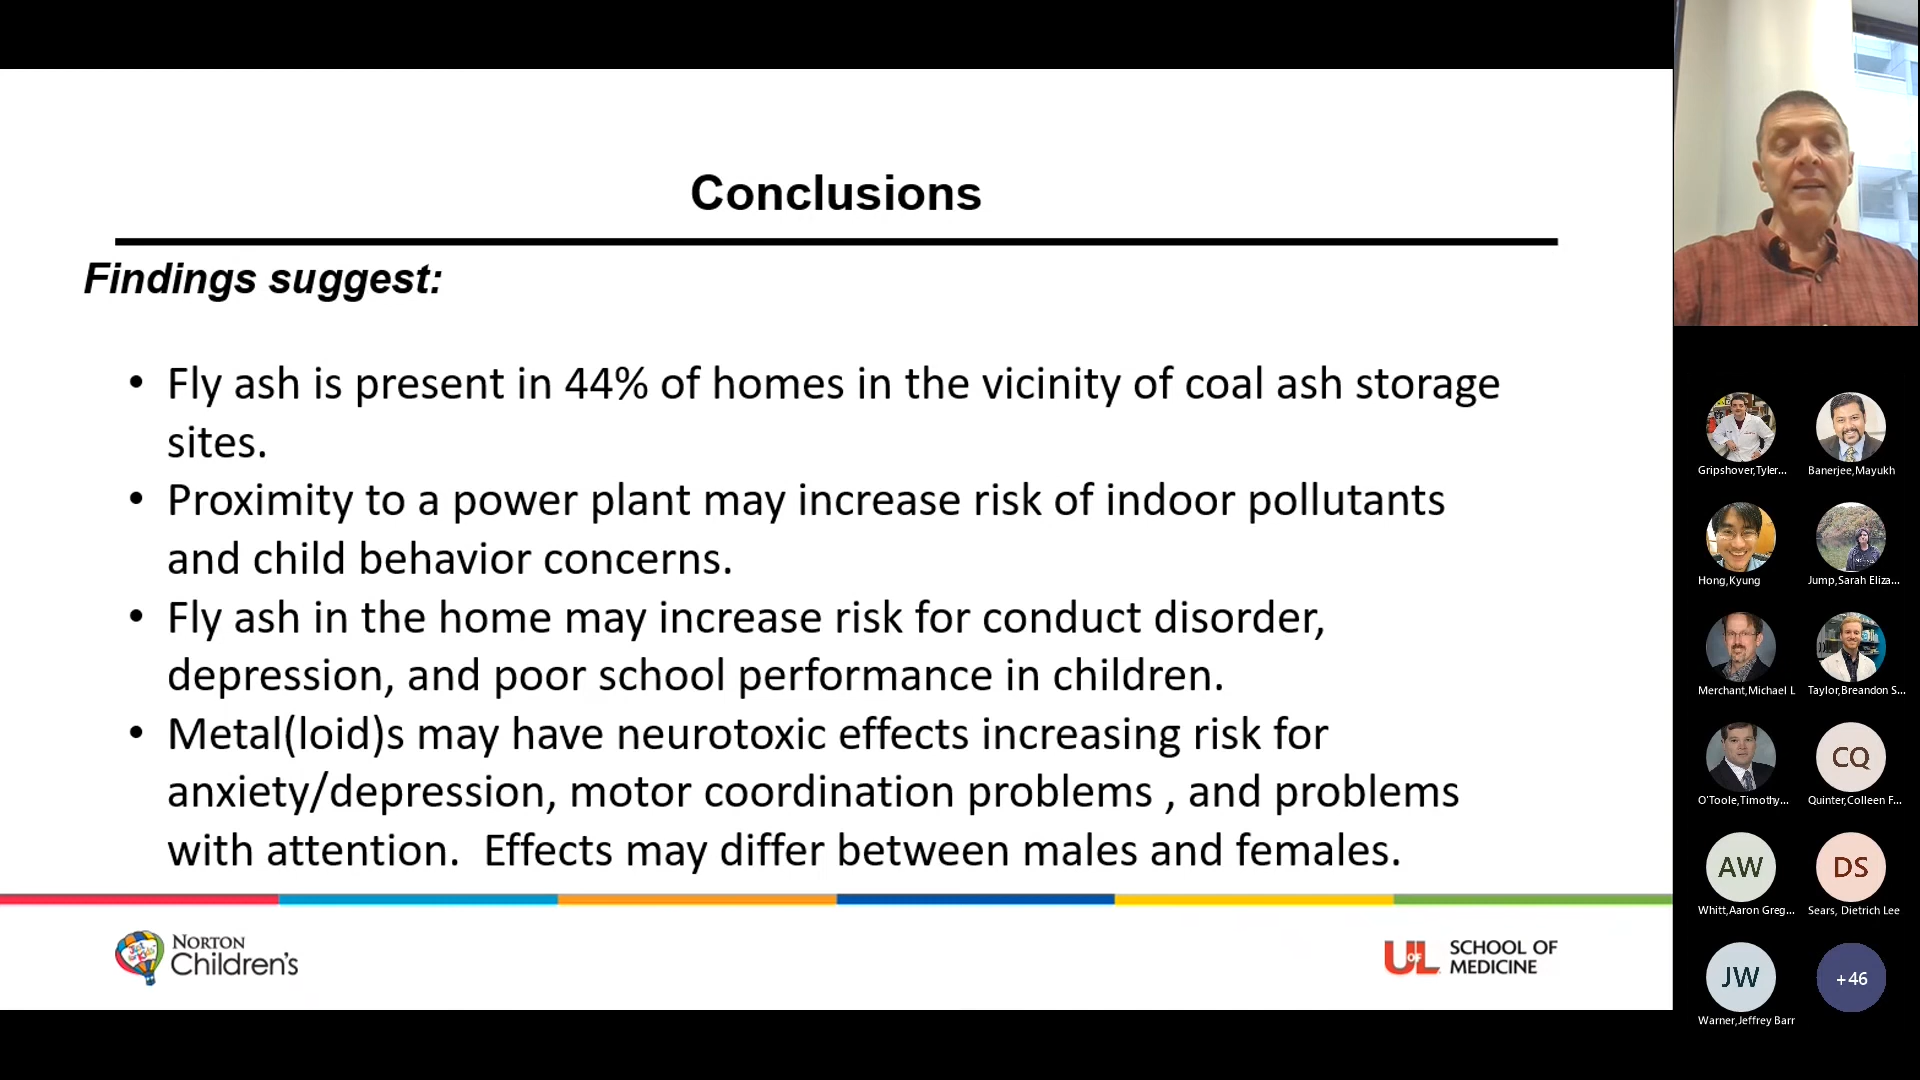 Conclusions
Findings suggest:
• Fly ash is present in 44% of homes in the vicinity of coal ash storage
sites.
• Proximity to a power plant may increase risk of indoor pollutants
and child behavior concerns.
• Fly ash in the home may increase risk for conduct disorder,
depression, and poor school performance in children.
• Metal(loid)s may have neurotoxic effects increasing risk for
anxiety/depression, motor coordination problems , and problems
with attention.  Effects may differ between males and females.
Just for Kids
NORTON
Children's
UofL
SCHOOL OF
MEDICINE
Gripshover,Tyler...
Banerjee,Mayukh
Hong,Kyung
Jump,Sarah Eliza...
Merchant,Michael L
Taylor,Breandon S...
O'Toole,Timothy...
CQ
Quinter,Colleen F...
AW
Whitt,Aaron Greg...
DS
Sears, Dietrich Lee
JW
Warner,Jeffrey Barr
+46